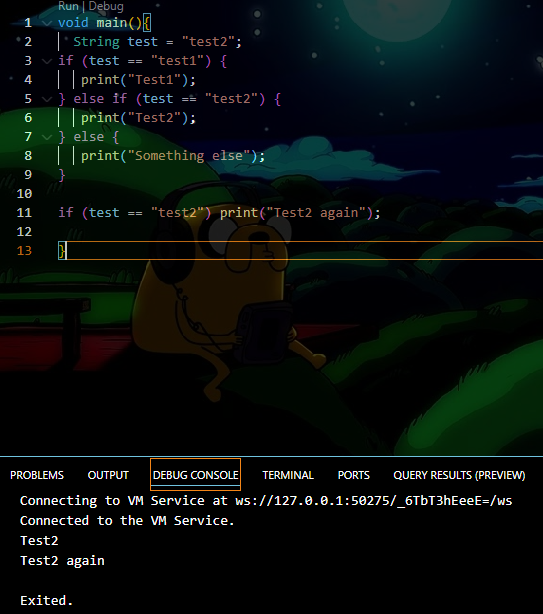 Run | Debug
1 void main(){
2 String test = "test2";
3 if (test == "test1") {
4 print("Test1");
5 } else if (test == "test2") {
6 print("Test2");
7 } else {
8 print("Something else");
9 }
10
11 if (test == "test2") print("Test2 again");
12
13 }
PROBLEMS OUTPUT DEBUG CONSOLE TERMINAL PORTS QUERY RESULTS (PREVIEW)
Connecting to VM Service at ws://127.0.0.1:50275/_6TbT3hEeeE=/ws
Connected to the VM Service.
Test2
Test2 again
Exited.